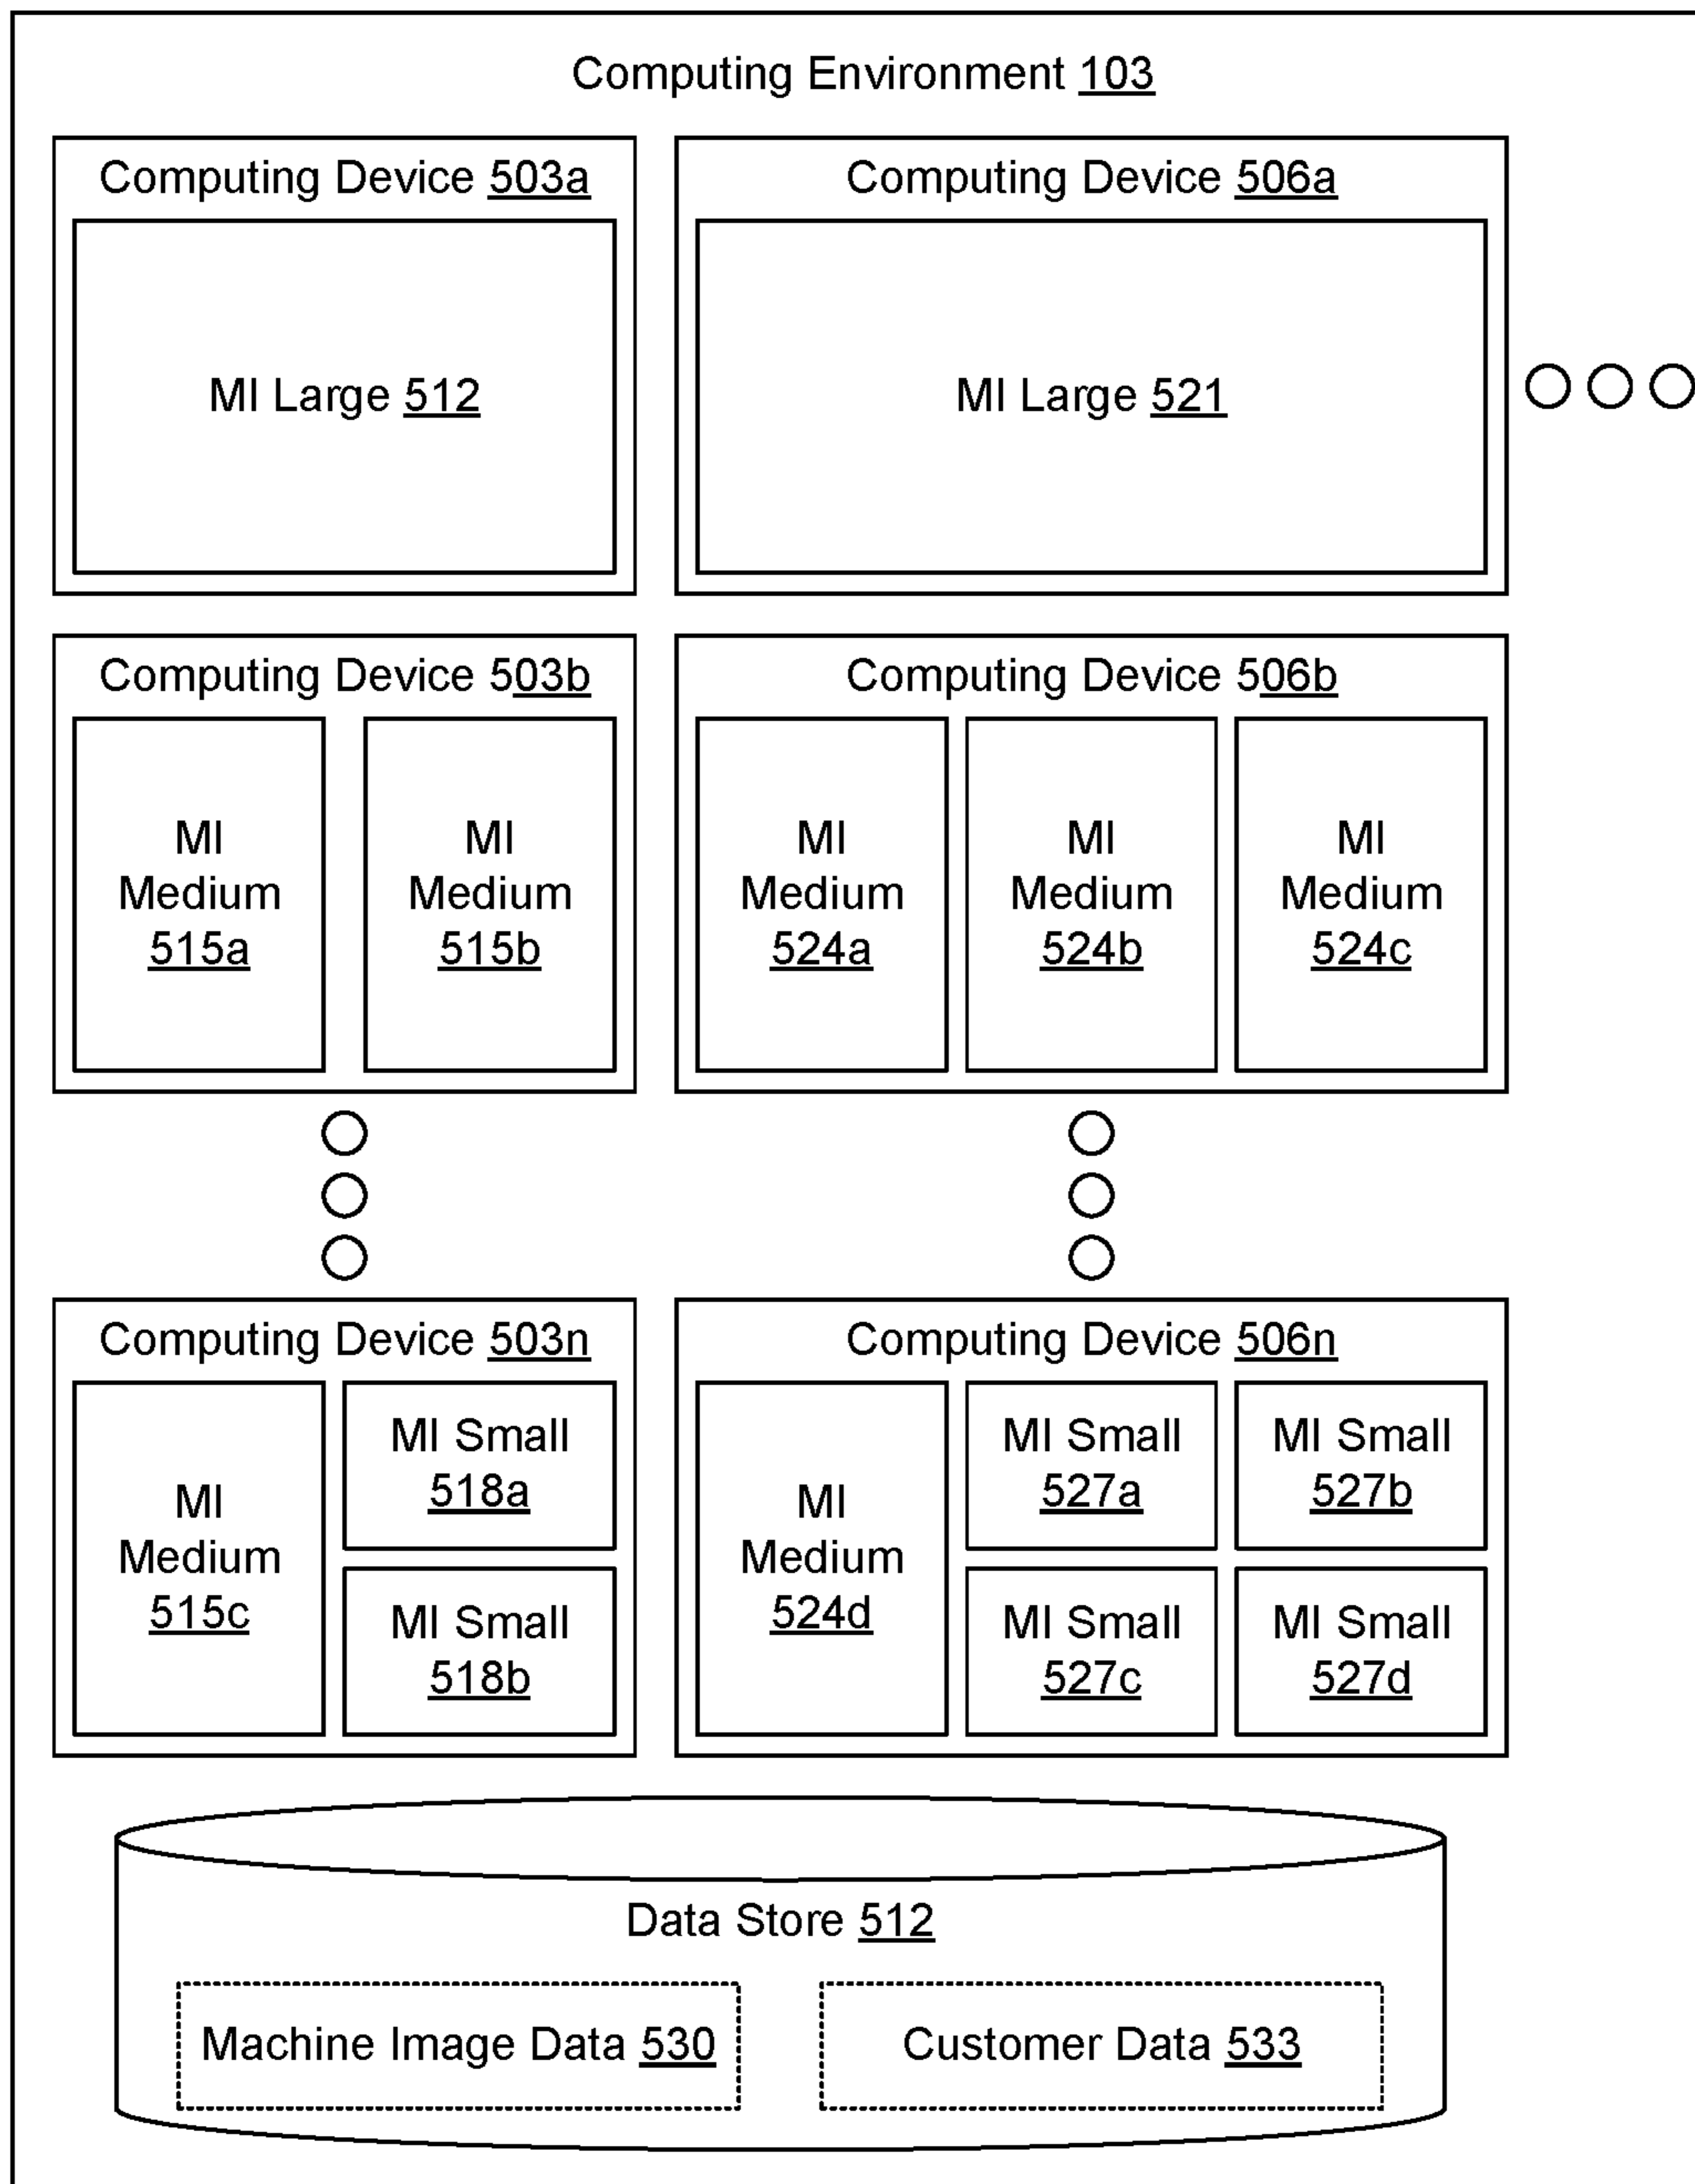 Computing Environment 103
Computing Device 503a
MI Large 512
Computing Device 506a
MI Large 521
Computing Device 503b
MI
Medium
515a
MI
Medium
515b
Computing Device 506b
MI
Medium
524a
MI
Medium
524b
MI
Medium
524c
Computing Device 503n
MI
Medium
515c
MI Small
518a
MI Small
518b
Computing Device 506n
MI
Medium
524d
MI Small
527a
MI Small
527b
MI Small
527c
MI Small
527d
Data Store 512
Machine Image Data 530
Customer Data 533